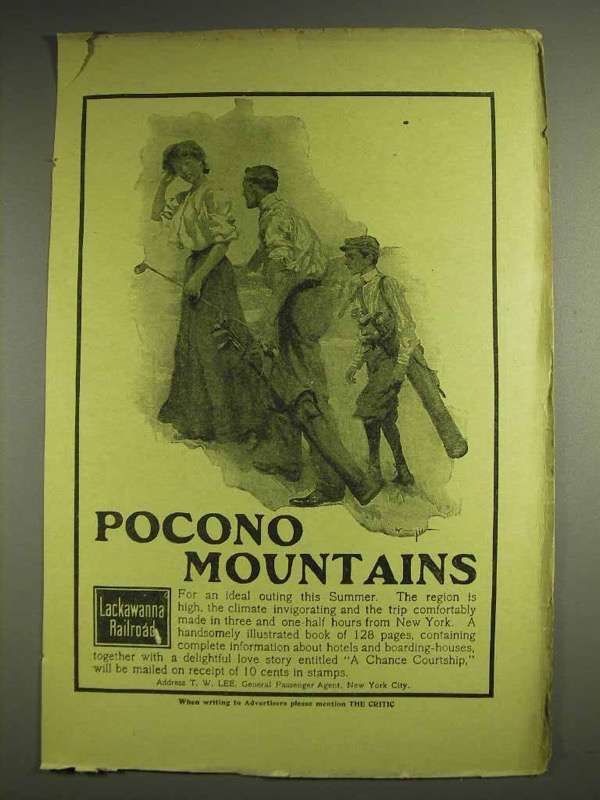 POCONO
MOUNTAINS
Lackawanna
Railroad
For an ideal outing this Summer. The region is
high, the climate invigorating and the trip comfortably
made in three and one-half hours from New York. A
handsomely illustrated book of 128 pages, containing
complete information about hotels and boarding-houses,
together with a delightful love story entitled "A Chance Courtship,"
will be mailed on receipt of 10 cents in stamps.
Address T. W. LEE, General Passenger Agent, New York City.
When writing to Advertisers please mention THE CRITIC